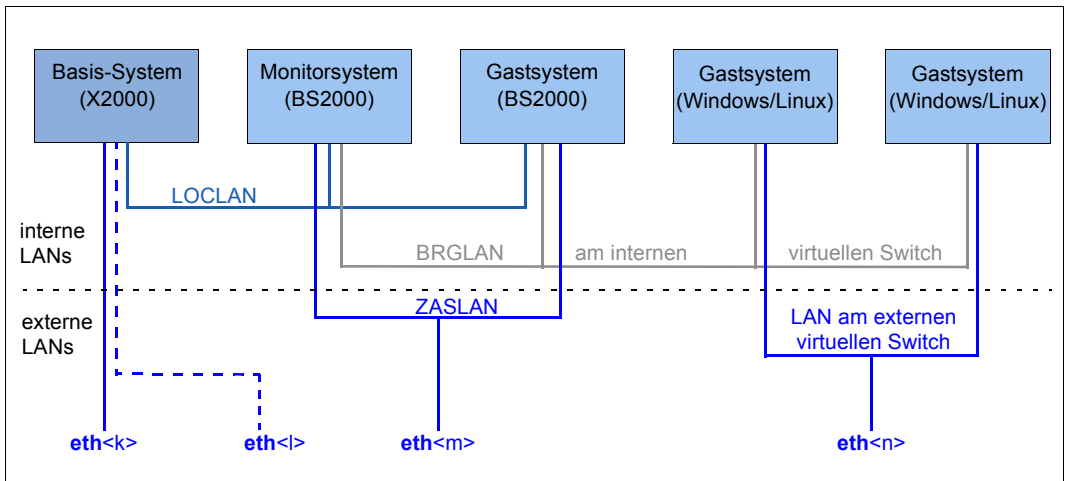 Basis-System
(X2000)
Monitorsystem
(BS2000)
Gastsystem
(BS2000)
Gastsystem
(Windows/Linux)
Gastsystem
(Windows/Linux)
LOCLAN
interne
LANs
BRGLAN am internen virtuellen Switch
externe
LANs
ZASLAN
LAN am externen
virtuellen Switch
eth<k>
eth<l>
eth<m>
eth<n>